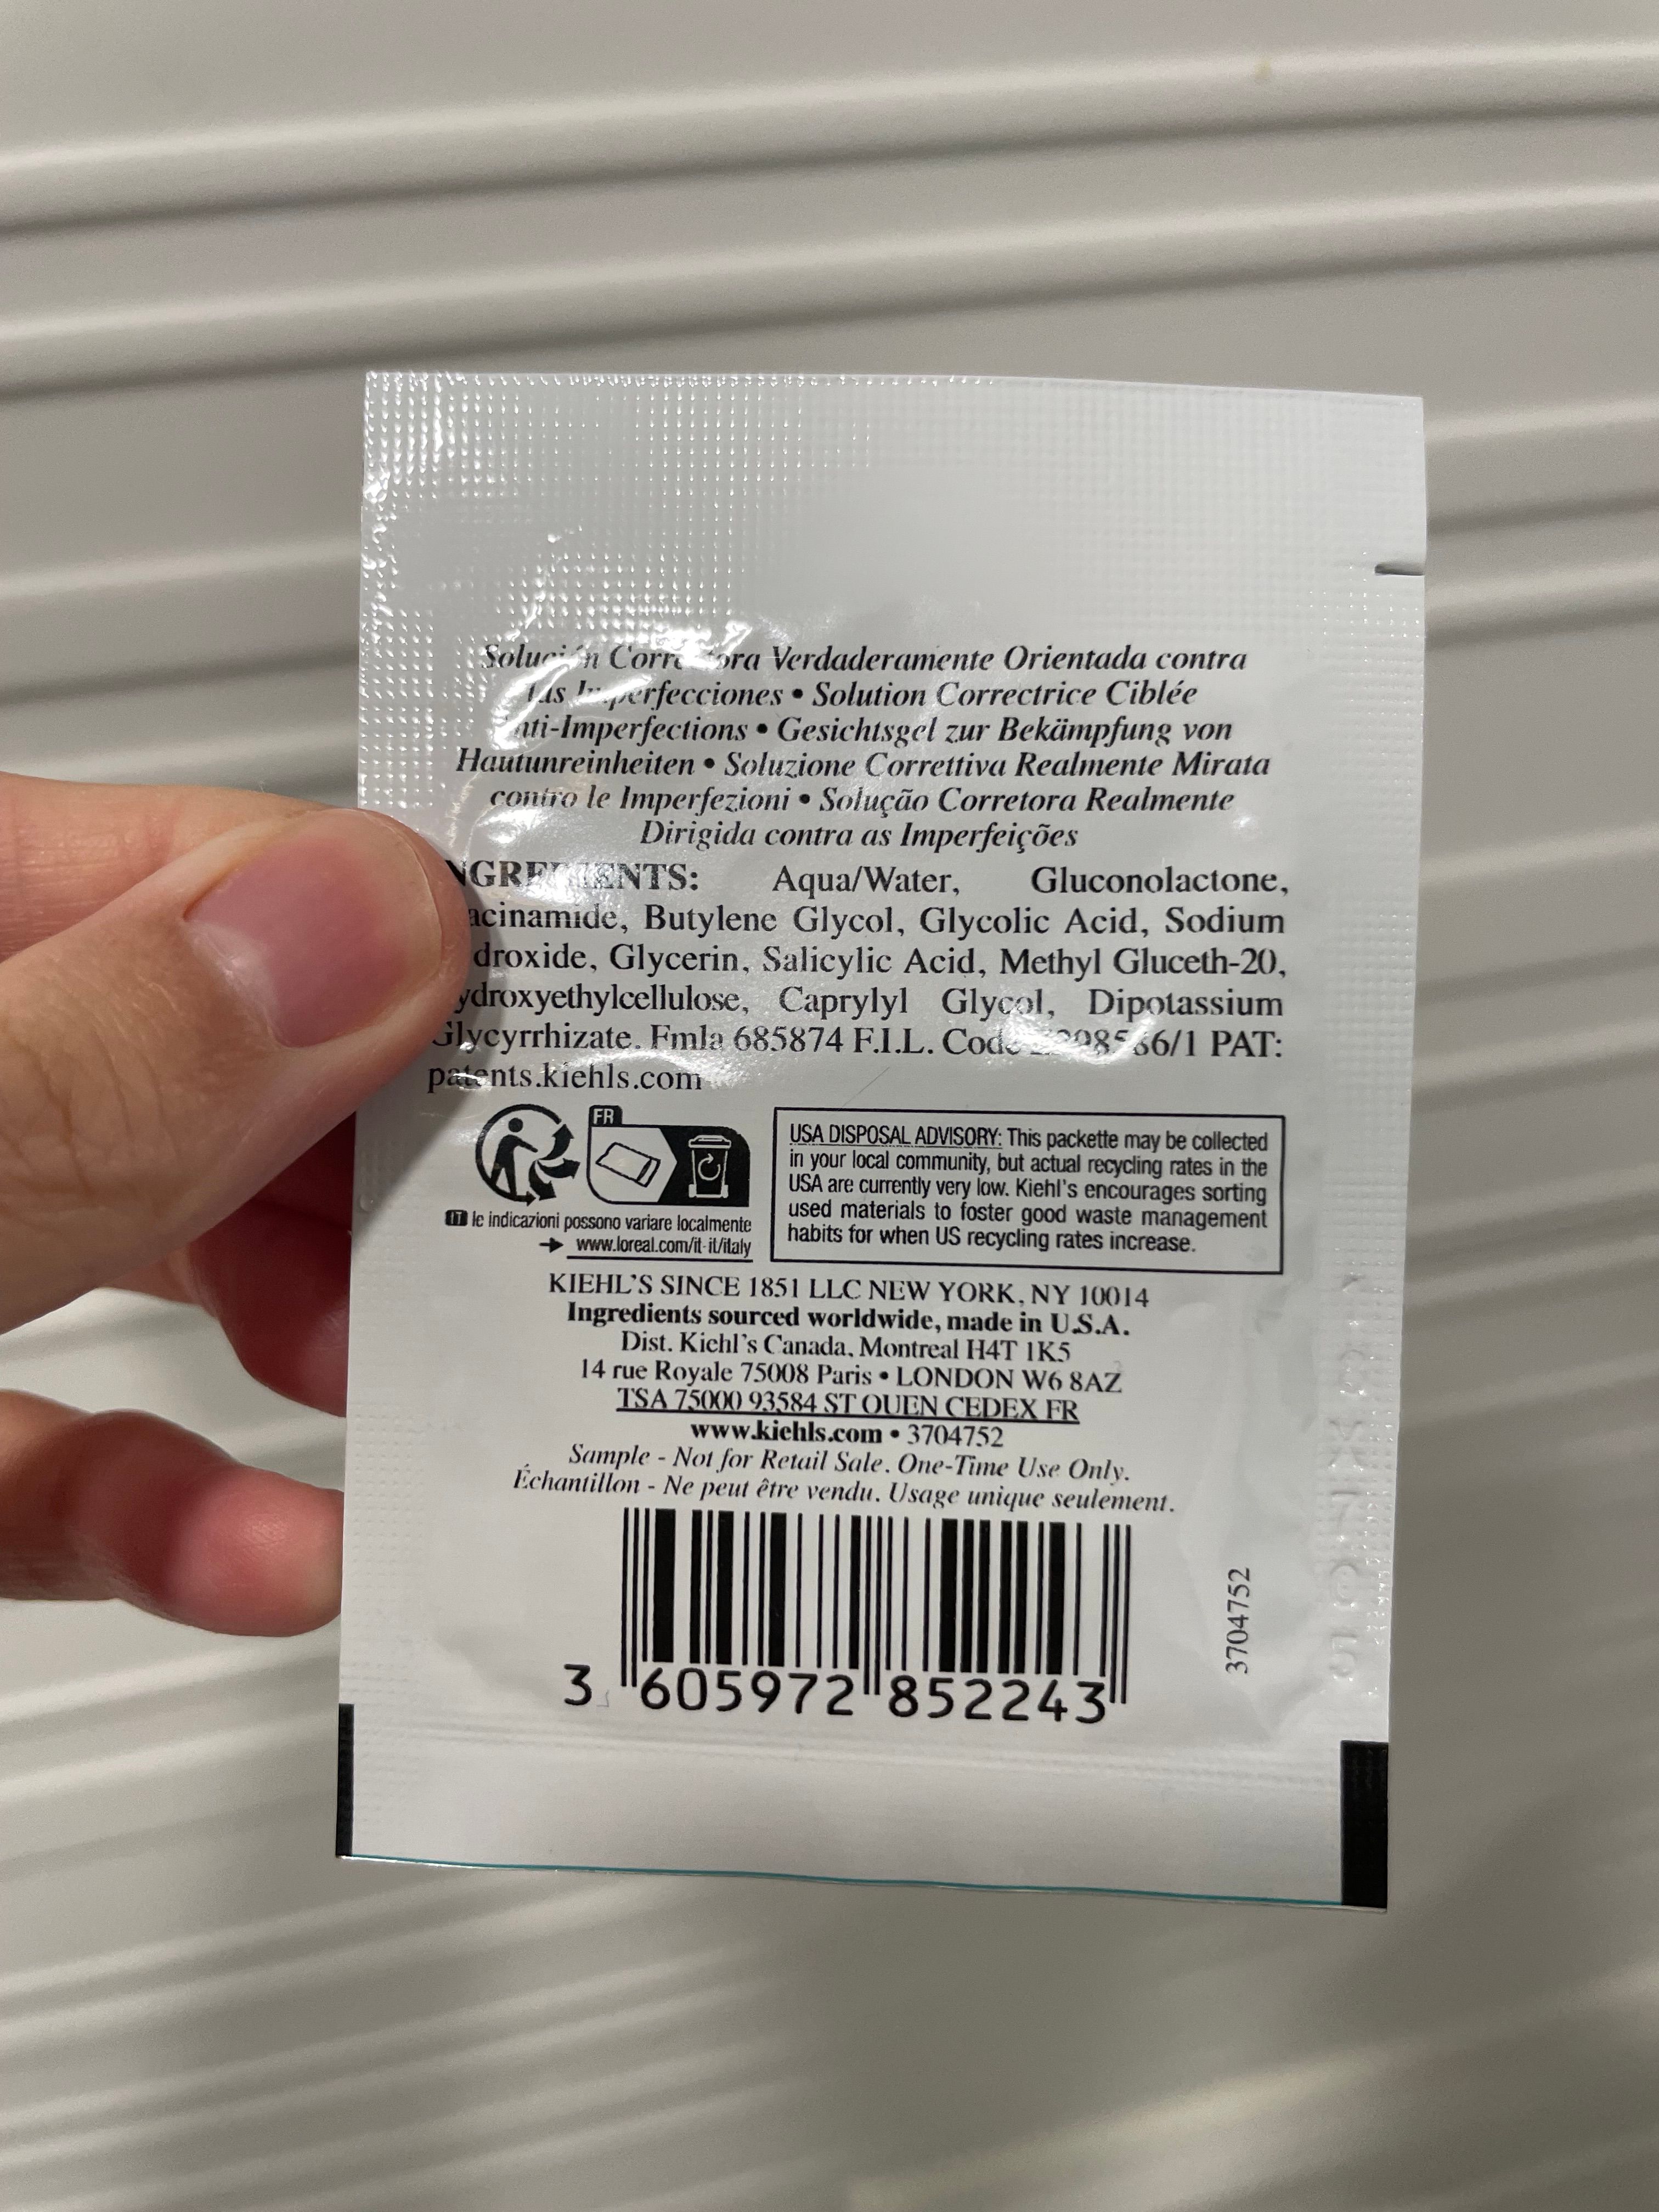 Solución Correctora Verdaderamente Orientada contra
las Imperfecciones • Solution Correctrice Ciblée
nti-Imperfections • Gesichtsgel zur Bekämpfung von
Hautunreinheiten • Soluzione Correttiva Realmente Mirata
contro le Imperfezioni • Solução Corretora Realmente
Dirigida contra as Imperfeições
NGREDIENTS: Aqua/Water, Gluconolactone,
acinamide, Butylene Glycol, Glycolic Acid, Sodium
droxide, Glycerin, Salicylic Acid, Methyl Gluceth-20,
ydroxyethylcellulose, Caprylyl Glycol, Dipotassium
Glycyrrhizate. Fmla 685874 F.I.L. Code PAT:
patents.kiehls.com
FR
IT le indicazioni possono variare localmente
➔ www.loreal.com/it-it/italy
USA DISPOSAL ADVISORY: This packette may be collected
in your local community, but actual recycling rates in the
USA are currently very low. Kiehl's encourages sorting
used materials to foster good waste management
habits for when US recycling rates increase.
KIEHL'S SINCE 1851 LLC NEW YORK, NY 10014
Ingredients sourced worldwide, made in U.S.A.
Dist. Kiehl's Canada, Montreal H4T 1K5
14 rue Royale 75008 Paris • LONDON W6 8AZ
TSA 75000 93584 ST OUEN CEDEX FR
www.kiehls.com • 3704752
Sample - Not for Retail Sale. One-Time Use Only.
Échantillon - Ne peut être vendu. Usage unique seulement.
3 605972 852243
3704752